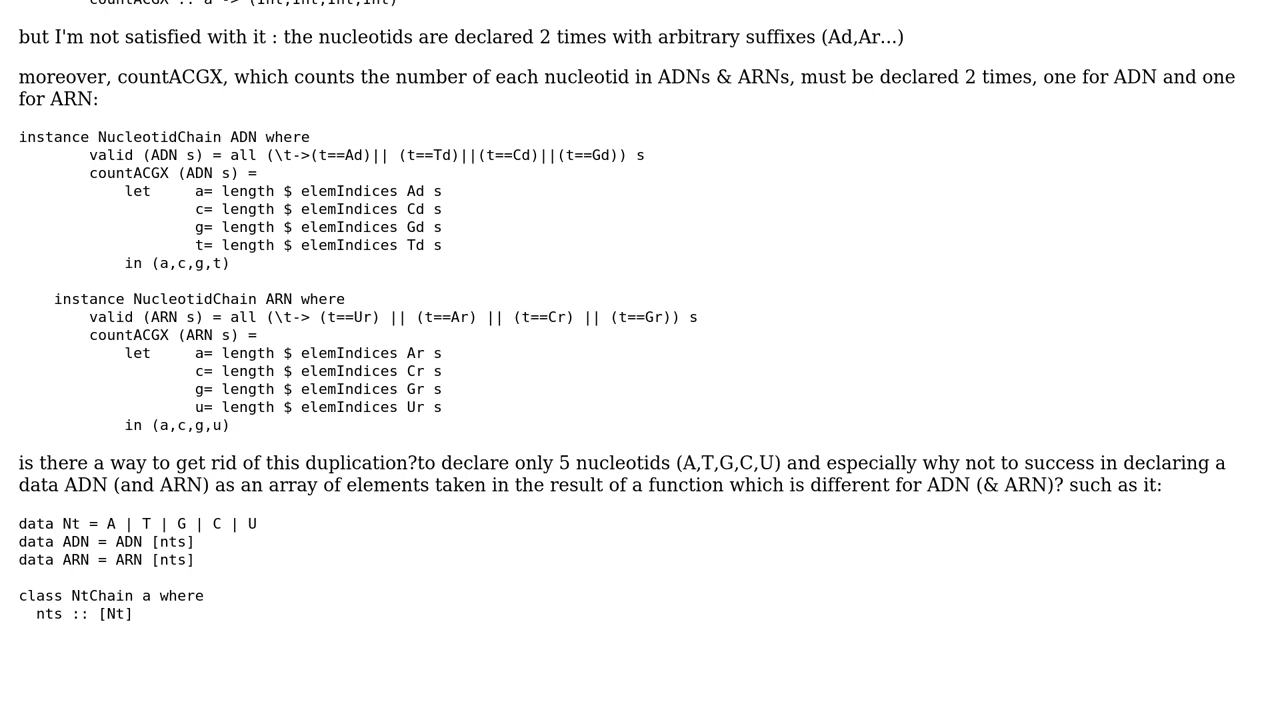 countACGX :: a -> (Int,Int,Int,Int)
but I'm not satisfied with it : the nucleotids are declared 2 times with arbitrary suffixes (Ad,Ar...)
moreover, countACGX, which counts the number of each nucleotid in ADNs & ARNs, must be declared 2 times, one for ADN and one
for ARN:
instance NucleotidChain ADN where
        valid (ADN s) = all (\t->(t==Ad)|| (t==Td)||(t==Cd)||(t==Gd)) s
        countACGX (ADN s) =
            let     a= length $ elemIndices Ad s
                    c= length $ elemIndices Cd s
                    g= length $ elemIndices Gd s
                    t= length $ elemIndices Td s
            in (a,c,g,t)
    instance NucleotidChain ARN where
        valid (ARN s) = all (\t-> (t==Ur) || (t==Ar) || (t==Cr) || (t==Gr)) s
        countACGX (ARN s) =
            let     a= length $ elemIndices Ar s
                    c= length $ elemIndices Cr s
                    g= length $ elemIndices Gr s
                    u= length $ elemIndices Ur s
            in (a,c,g,u)
is there a way to get rid of this duplication?to declare only 5 nucleotids (A,T,G,C,U) and especially why not to success in declaring a
data ADN (and ARN) as an array of elements taken in the result of a function which is different for ADN (& ARN)? such as it:
data Nt = A | T | G | C | U
data ADN = ADN [nts]
data ARN = ARN [nts]
class NtChain a where
  nts :: [Nt]